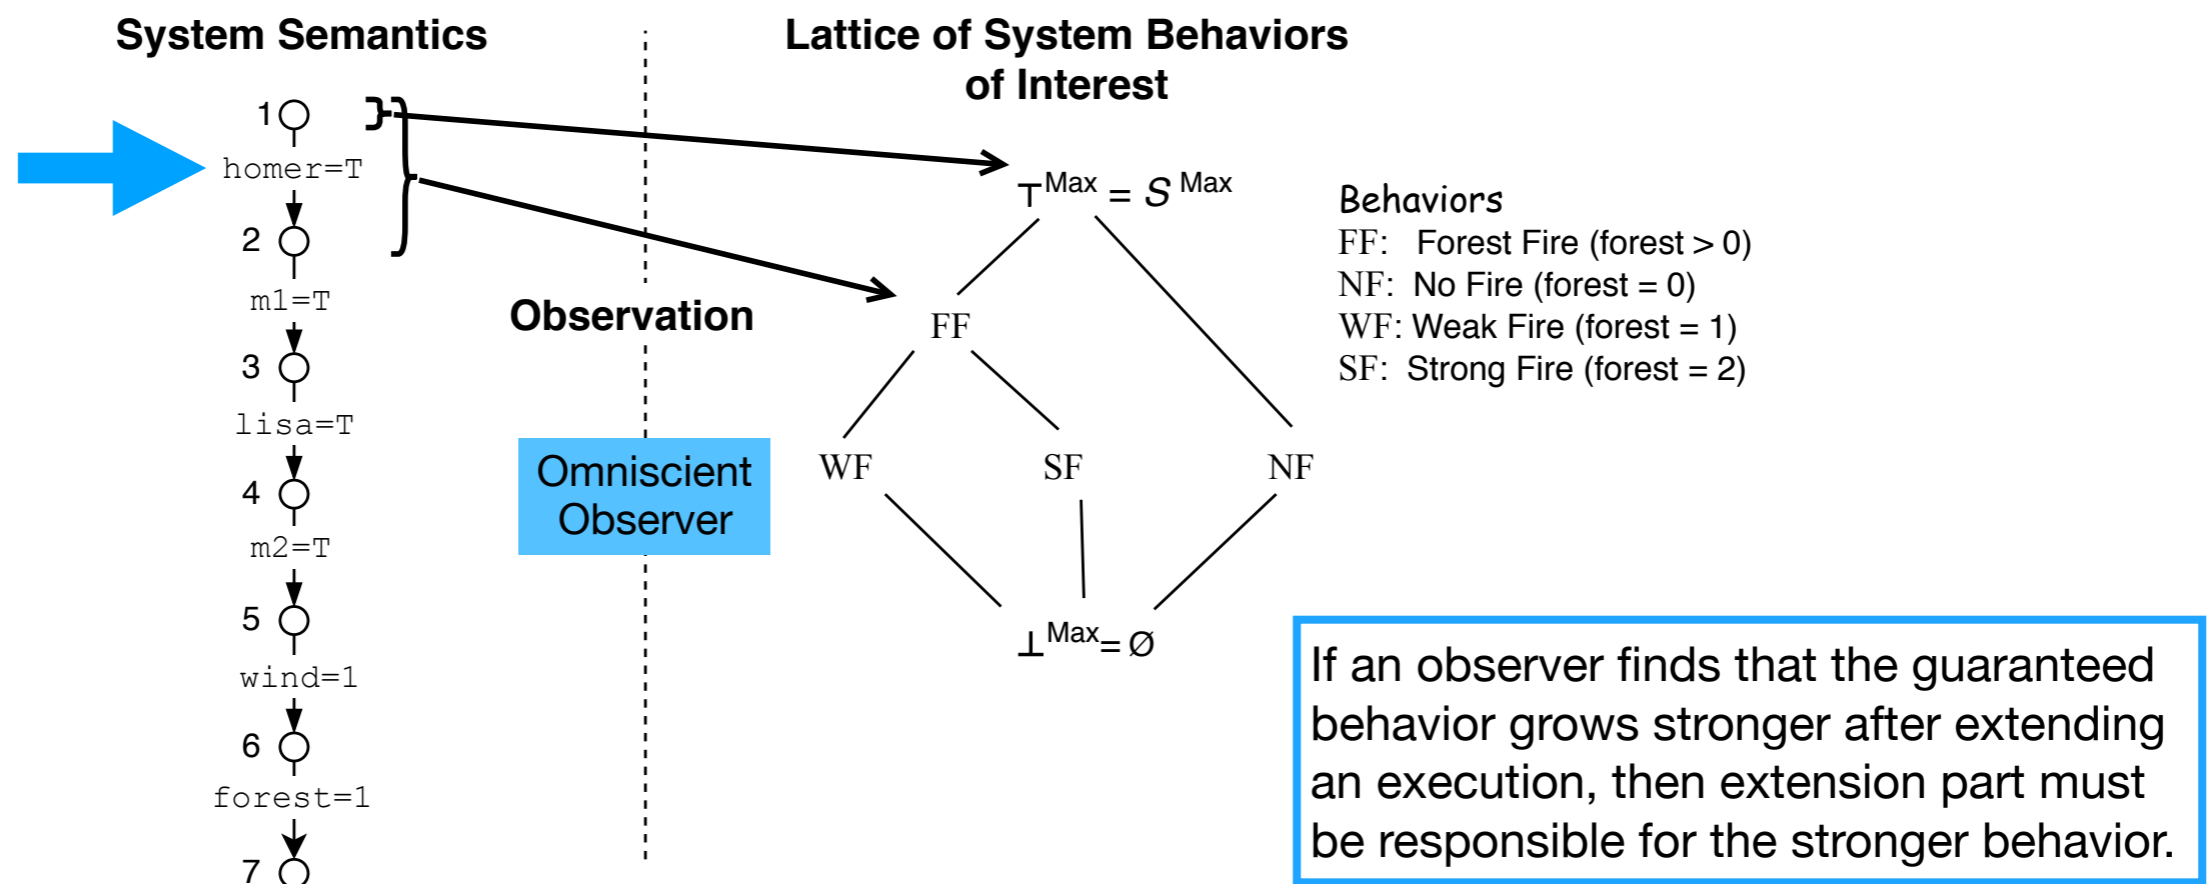 System Semantics
Lattice of System Behaviors
of Interest
1
homer=T
2
m1=T
3
lisa=T
4
m2=T
5
wind=1
6
forest=1
7
Observation
Omniscient
Observer
⊤Max = S Max
FF
WF
SF
NF
⊥Max= Ø
Behaviors
FF: Forest Fire (forest > 0)
NF: No Fire (forest = 0)
WF: Weak Fire (forest = 1)
SF: Strong Fire (forest = 2)
If an observer finds that the guaranteed
behavior grows stronger after extending
an execution, then extension part must
be responsible for the stronger behavior.